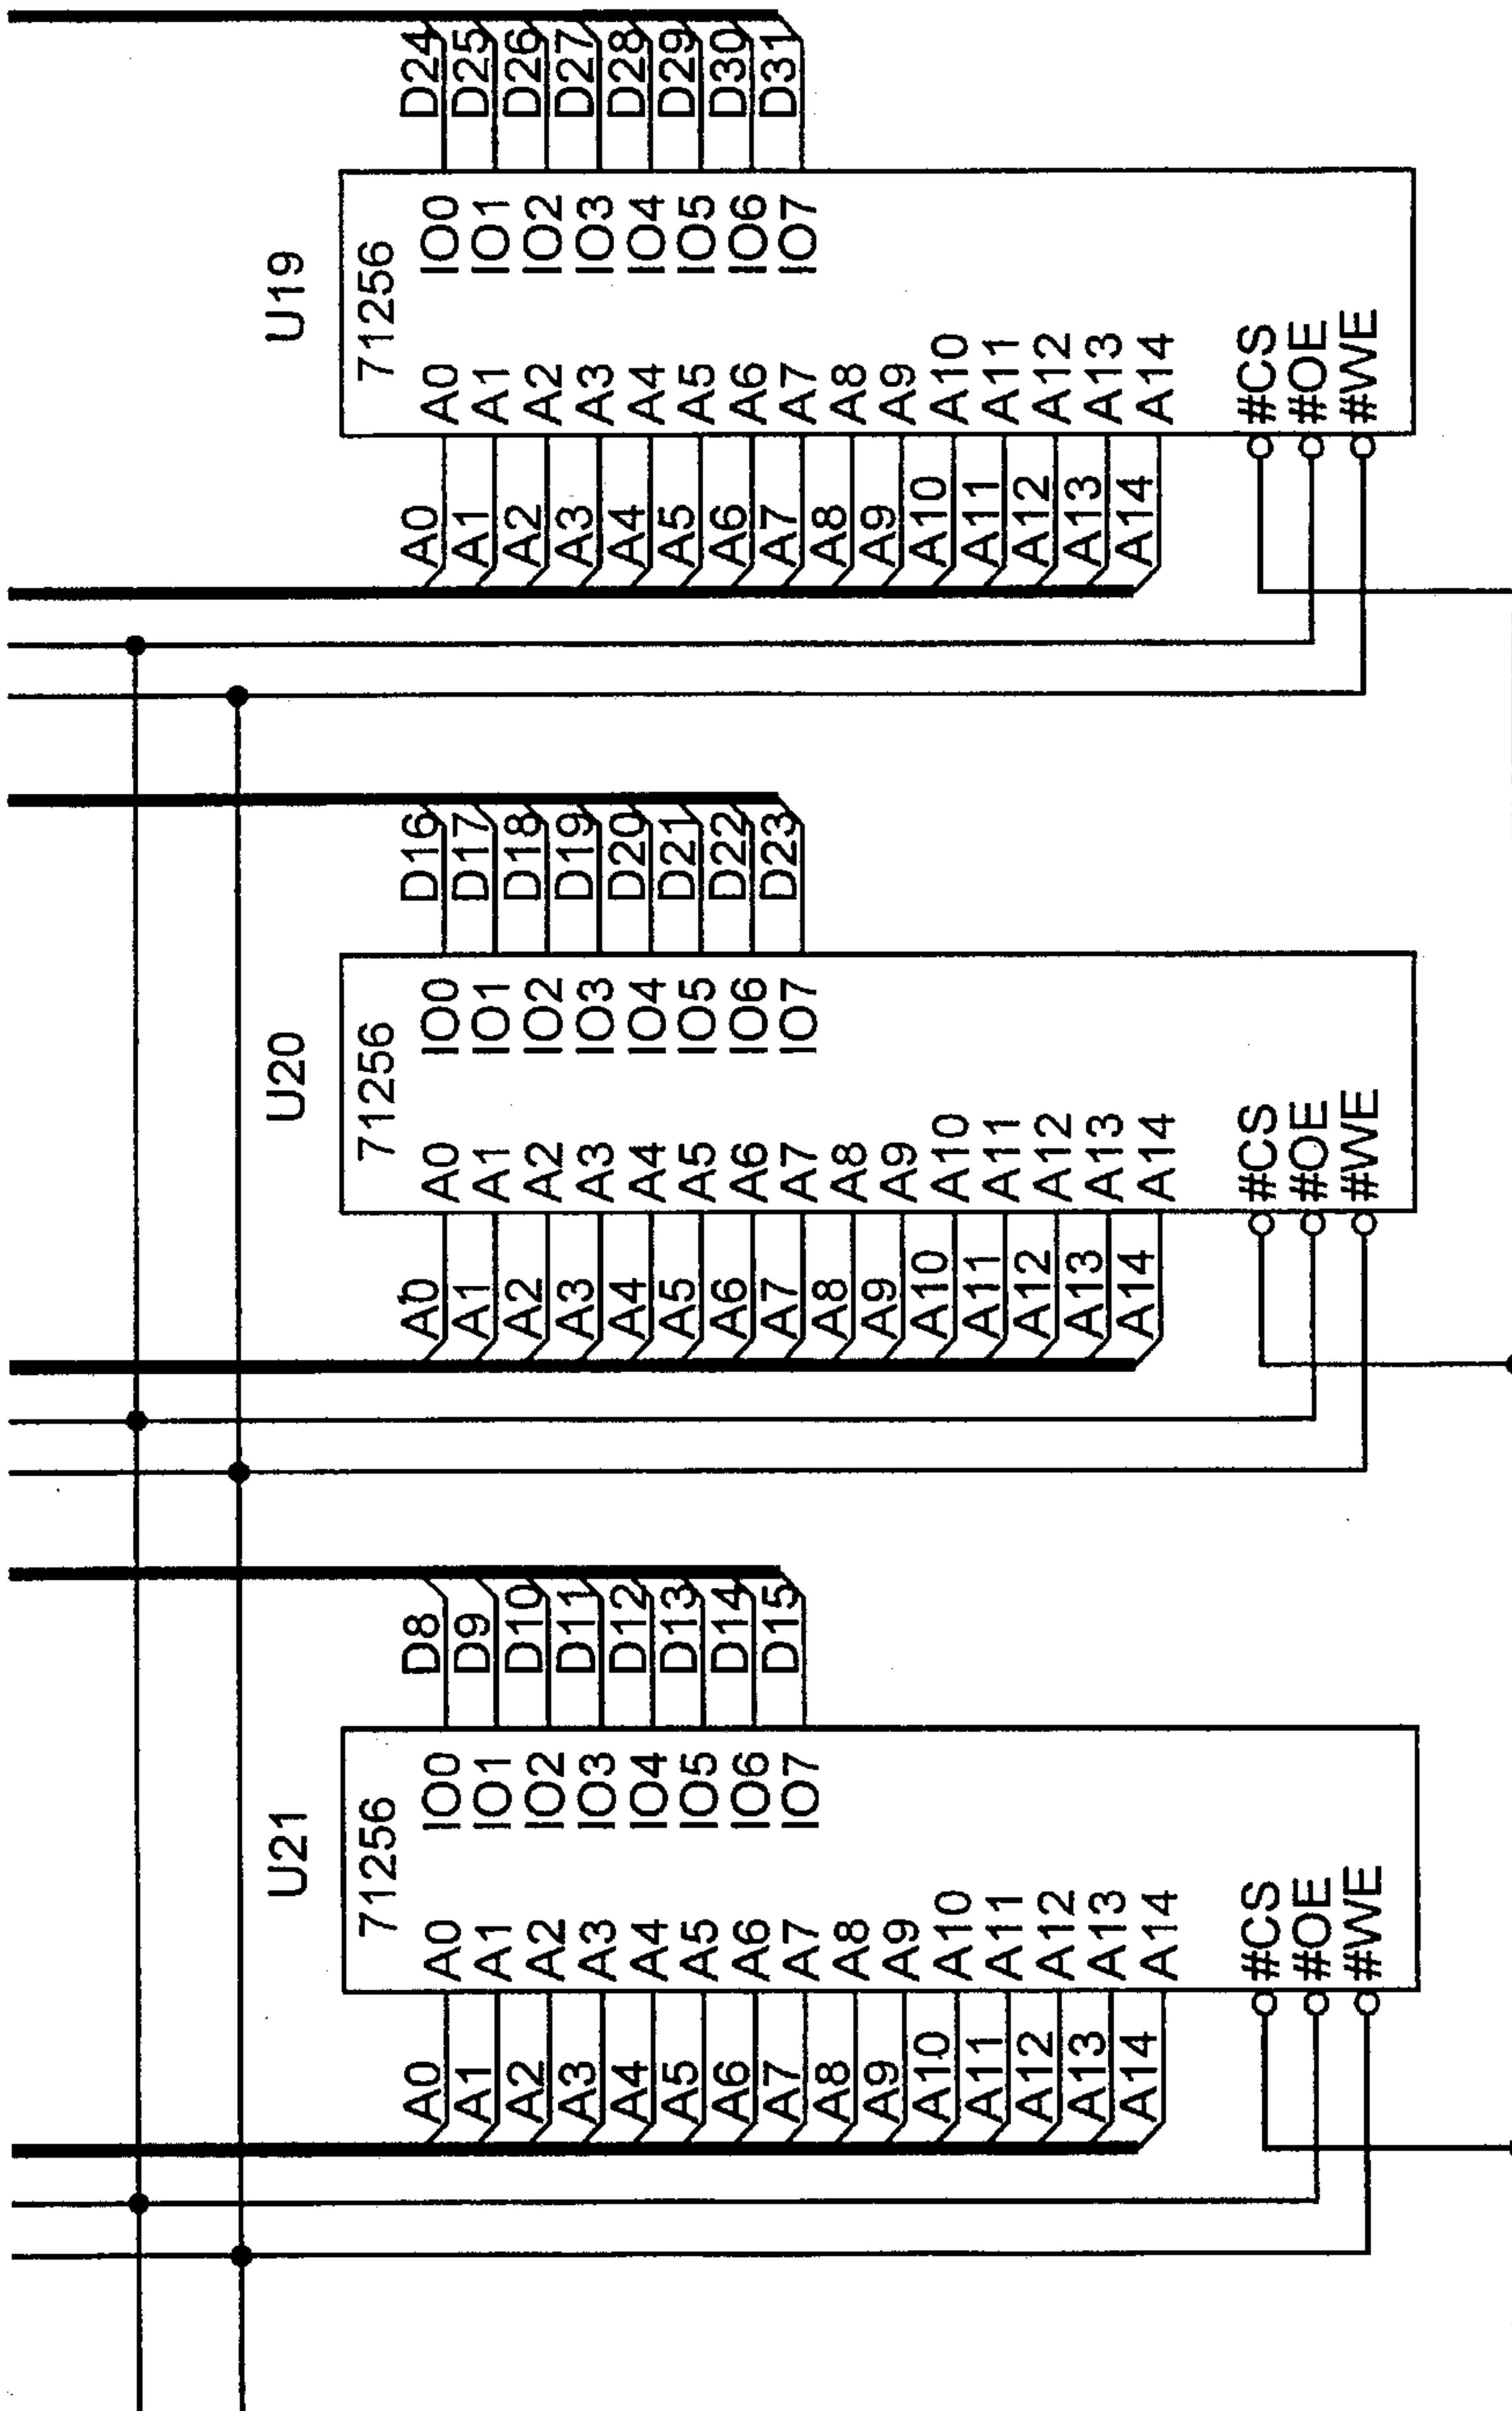 U21
71256
A0 A0 IO0 D8
A1 A1 IO1 D9
A2 A2 IO2 D10
A3 A3 IO3 D11
A4 A4 IO4 D12
A5 A5 IO5 D13
A6 A6 IO6 D14
A7 A7 IO7 D15
A8 A8
A9 A9
A10 A10
A11 A11
A12 A12
A13 A13
A14 A14
#CS
#OE
#WE
U20
71256
A0 A0 IO0 D16
A1 A1 IO1 D17
A2 A2 IO2 D18
A3 A3 IO3 D19
A4 A4 IO4 D20
A5 A5 IO5 D21
A6 A6 IO6 D22
A7 A7 IO7 D23
A8 A8
A9 A9
A10 A10
A11 A11
A12 A12
A13 A13
A14 A14
#CS
#OE
#WE
U19
71256
A0 A0 IO0 D24
A1 A1 IO1 D25
A2 A2 IO2 D26
A3 A3 IO3 D27
A4 A4 IO4 D28
A5 A5 IO5 D29
A6 A6 IO6 D30
A7 A7 IO7 D31
A8 A8
A9 A9
A10 A10
A11 A11
A12 A12
A13 A13
A14 A14
#CS
#OE
#WE